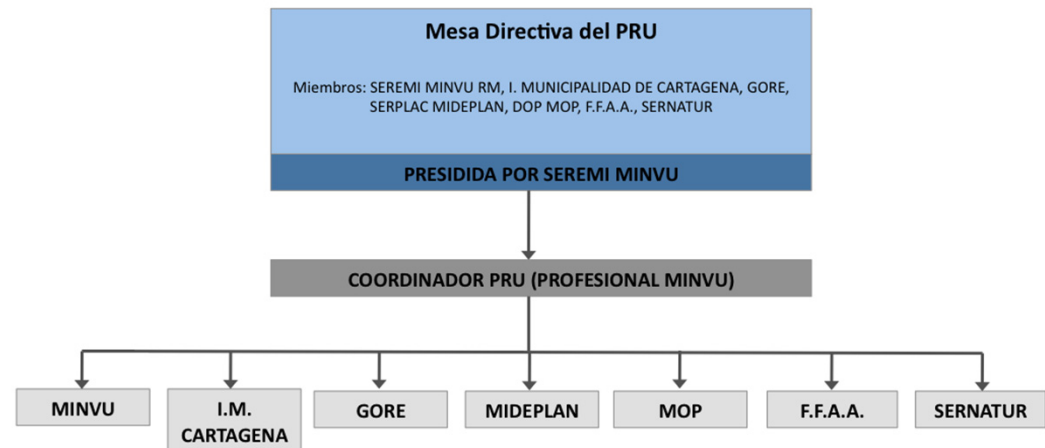 Mesa Directiva del PRU
Miembros: SEREMI MINVU RM, I. MUNICIPALIDAD DE CARTAGENA, GORE,
SERPLAC MIDEPLAN, DOP MOP, F.F.A.A., SERNATUR
PRESIDIDA POR SEREMI MINVU
COORDINADOR PRU (PROFESIONAL MINVU)
MINVU
I.M.
CARTAGENA
GORE
MIDEPLAN
MOP
F.F.A.A.
SERNATUR